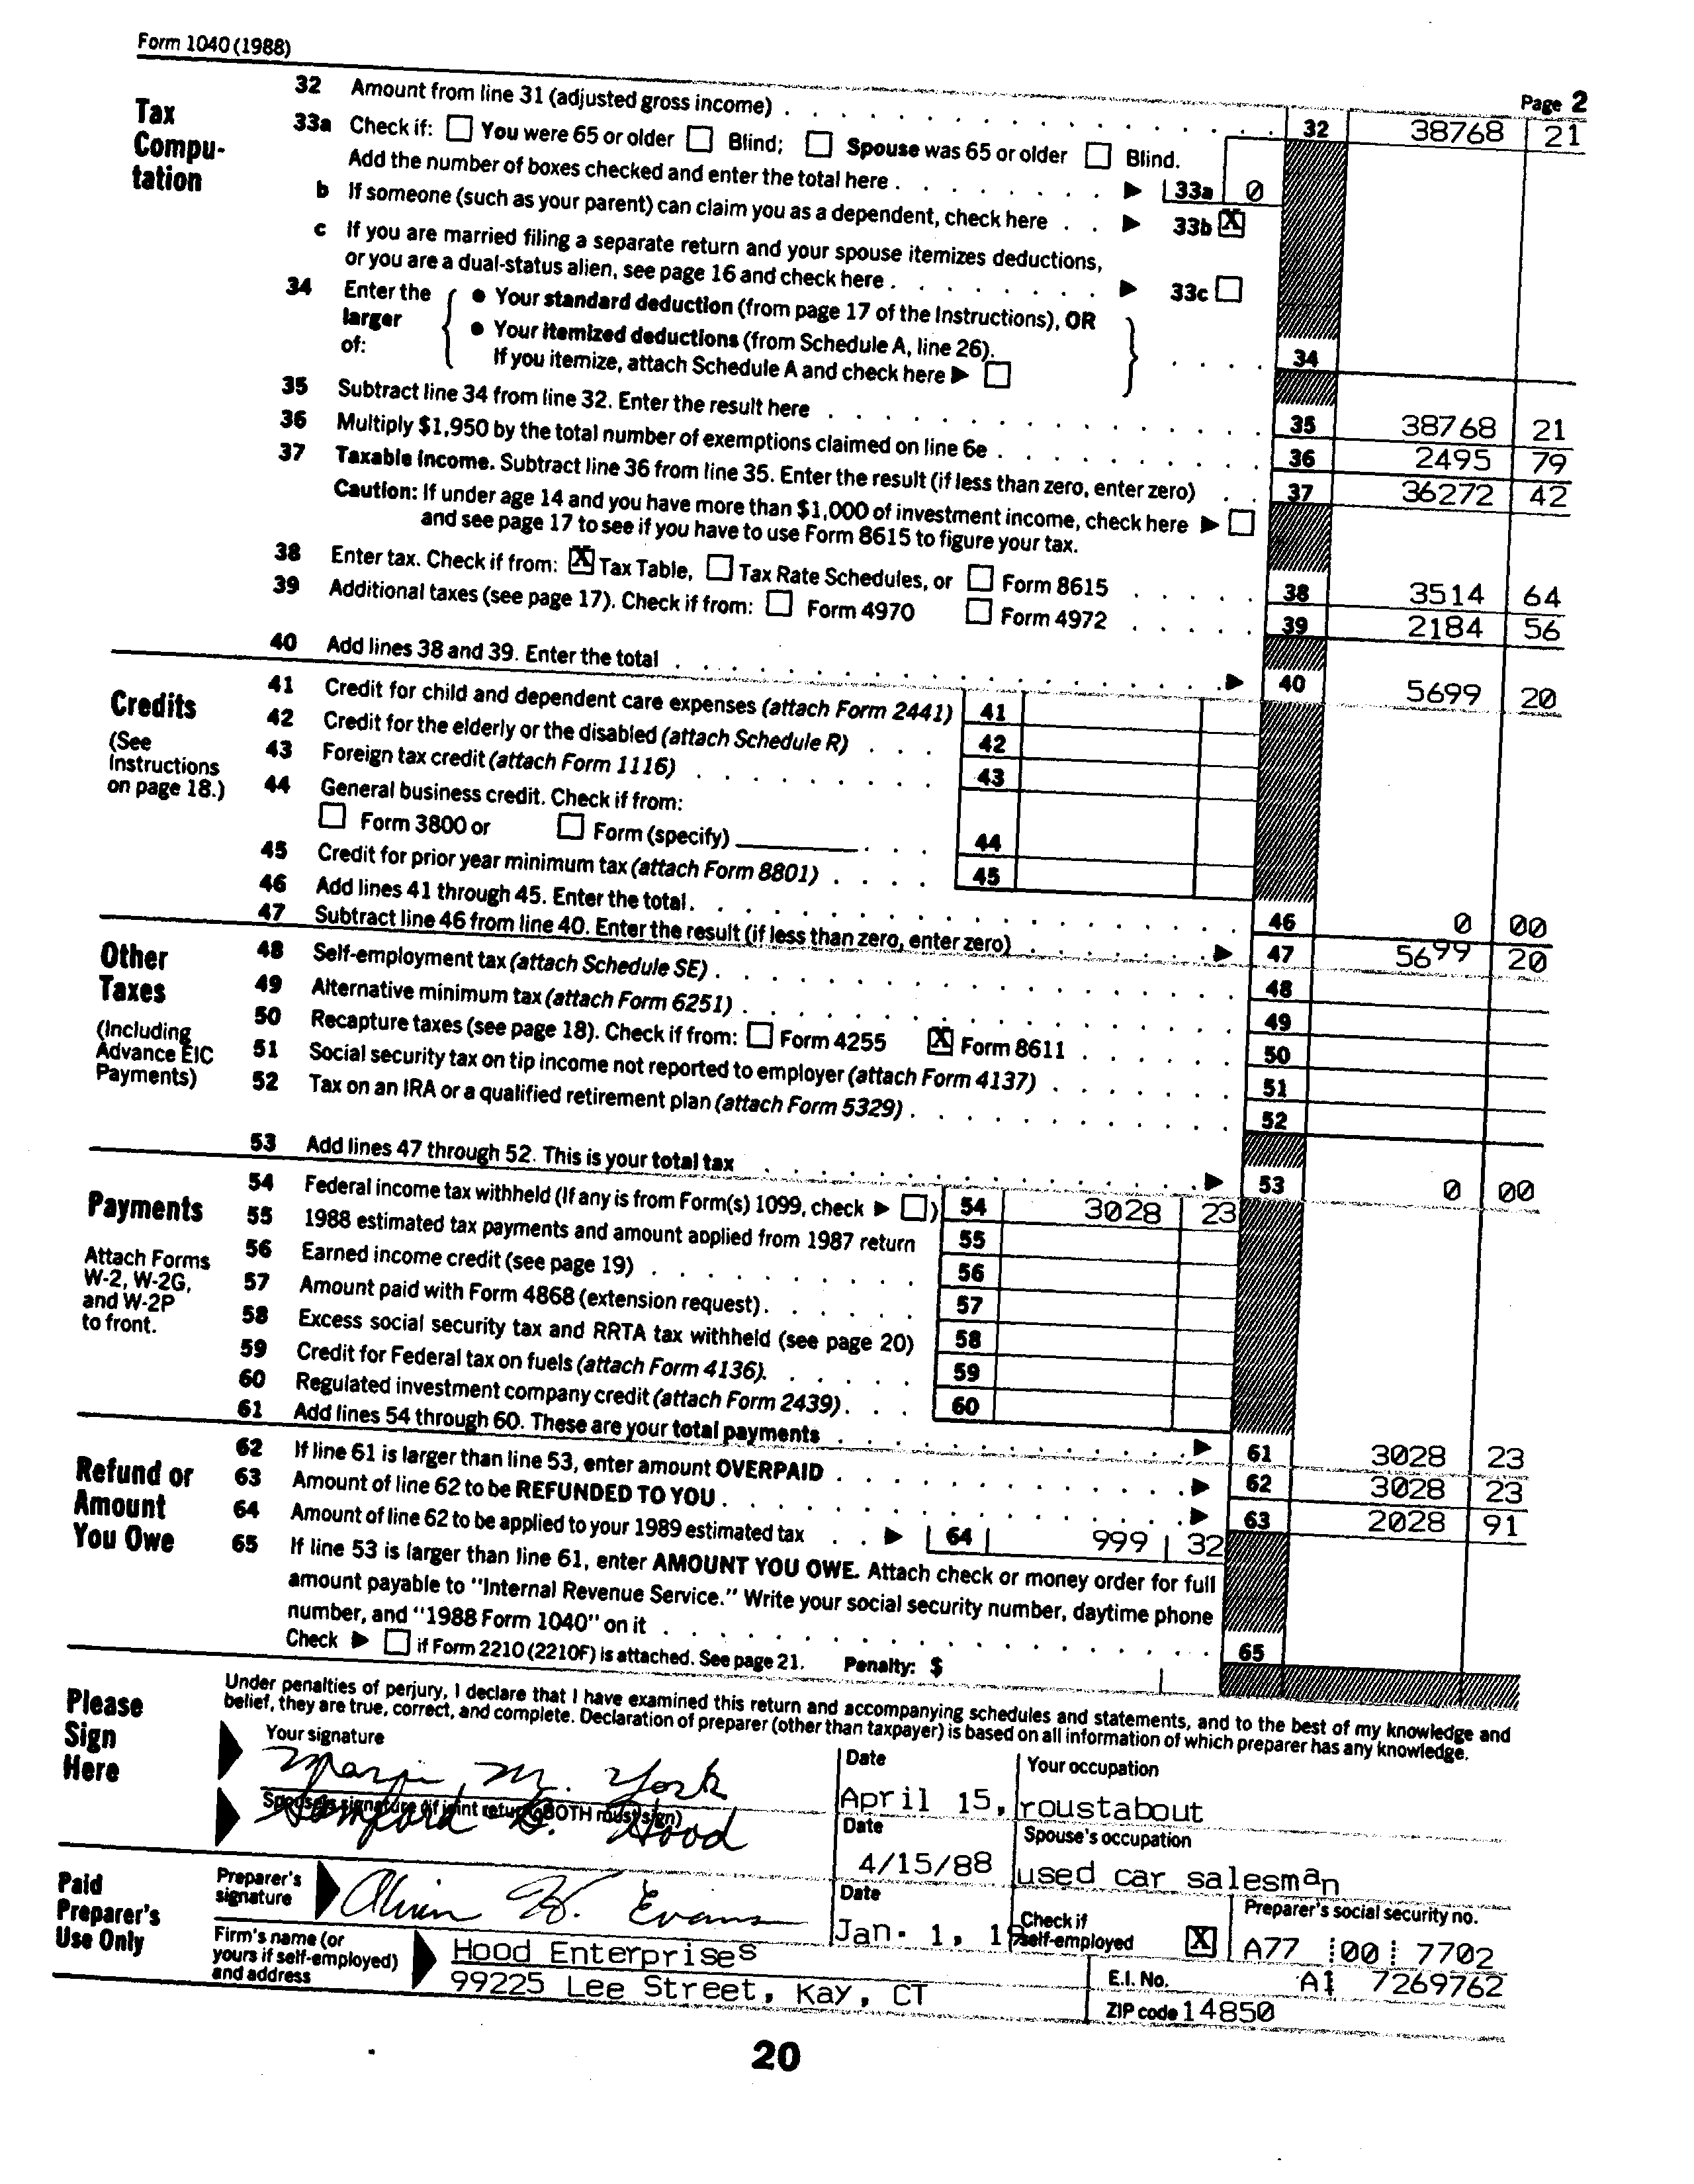 Form 1040 (1988)
Page 2
Tax Compu-tation
32 Amount from line 31 (adjusted gross income) . . . . 32 38768 21
33a Check if: ☐ You were 65 or older ☐ Blind; ☐ Spouse was 65 or older ☐ Blind.
Add the number of boxes checked and enter the total here . . . ▶ 33a 0
b If someone (such as your parent) can claim you as a dependent, check here . . ▶ 33b ☒
c If you are married filing a separate return and your spouse itemizes deductions,
or you are a dual-status alien, see page 16 and check here . . . ▶ 33c ☐
34 Enter the larger of: { • Your standard deduction (from page 17 of the Instructions), OR
• Your itemized deductions (from Schedule A, line 26).
If you itemize, attach Schedule A and check here ▶ ☐ } . . . . 34
35 Subtract line 34 from line 32. Enter the result here . . . . 35 38768 21
36 Multiply $1,950 by the total number of exemptions claimed on line 6e . . . . 36 2495 79
37 Taxable income. Subtract line 36 from line 35. Enter the result (if less than zero, enter zero) . . 37 36272 42
Caution: If under age 14 and you have more than $1,000 of investment income, check here ▶ ☐
and see page 17 to see if you have to use Form 8615 to figure your tax.
38 Enter tax. Check if from: ☒ Tax Table, ☐ Tax Rate Schedules, or ☐ Form 8615 . . . . 38 3514 64
39 Additional taxes (see page 17). Check if from: ☐ Form 4970 ☐ Form 4972 . . . . 39 2184 56
40 Add lines 38 and 39. Enter the total . . . . ▶ 40 5699 20
Credits
(See Instructions on page 18.)
41 Credit for child and dependent care expenses (attach Form 2441) 41
42 Credit for the elderly or the disabled (attach Schedule R) . . . 42
43 Foreign tax credit (attach Form 1116) . . . . 43
44 General business credit. Check if from:
☐ Form 3800 or ☐ Form (specify) ________ . . . 44
45 Credit for prior year minimum tax (attach Form 8801) . . . . 45
46 Add lines 41 through 45. Enter the total. . . . 46 0 00
47 Subtract line 46 from line 40. Enter the result (if less than zero, enter zero) . . . . ▶ 47 5699 20
Other Taxes
(Including Advance EIC Payments)
48 Self-employment tax (attach Schedule SE) . . . . 48
49 Alternative minimum tax (attach Form 6251) . . . . 49
50 Recapture taxes (see page 18). Check if from: ☐ Form 4255 ☒ Form 8611 . . . . 50
51 Social security tax on tip income not reported to employer (attach Form 4137) . . . . 51
52 Tax on an IRA or a qualified retirement plan (attach Form 5329) . . . . 52
53 Add lines 47 through 52. This is your total tax . . . . ▶ 53 0 00
Payments
Attach Forms W-2, W-2G, and W-2P to front.
54 Federal income tax withheld (If any is from Form(s) 1099, check ▶ ☐) 54 3028 23
55 1988 estimated tax payments and amount applied from 1987 return 55
56 Earned income credit (see page 19) . . . . 56
57 Amount paid with Form 4868 (extension request) . . . . 57
58 Excess social security tax and RRTA tax withheld (see page 20) 58
59 Credit for Federal tax on fuels (attach Form 4136). . . . 59
60 Regulated investment company credit (attach Form 2439) . . . 60
61 Add lines 54 through 60. These are your total payments . . . . ▶ 61 3028 23
Refund or Amount You Owe
62 If line 61 is larger than line 53, enter amount OVERPAID . . . . ▶ 62 3028 23
63 Amount of line 62 to be REFUNDED TO YOU . . . . ▶ 63 2028 91
64 Amount of line 62 to be applied to your 1989 estimated tax . . ▶ 64 999 32
65 If line 53 is larger than line 61, enter AMOUNT YOU OWE. Attach check or money order for full
amount payable to "Internal Revenue Service." Write your social security number, daytime phone
number, and "1988 Form 1040" on it . . . . 65
Check ▶ ☐ if Form 2210 (2210F) is attached. See page 21. Penalty: $
Please Sign Here
Under penalties of perjury, I declare that I have examined this return and accompanying schedules and statements, and to the best of my knowledge and
belief, they are true, correct, and complete. Declaration of preparer (other than taxpayer) is based on all information of which preparer has any knowledge.
Your signature
M. York
Date
April 15,
Your occupation
roustabout
Spouse's signature (if joint return, BOTH must sign)
Hood
Date
4/15/88
Spouse's occupation
used car salesman
Paid Preparer's Use Only
Preparer's signature
Evans
Date
Jan. 1, 1
Check if self-employed ☒
Preparer's social security no.
A77 00 7702
Firm's name (or yours if self-employed) and address
Hood Enterprises
99225 Lee Street, Kay, CT
E.I. No. A1 7269762
ZIP code 14850
20